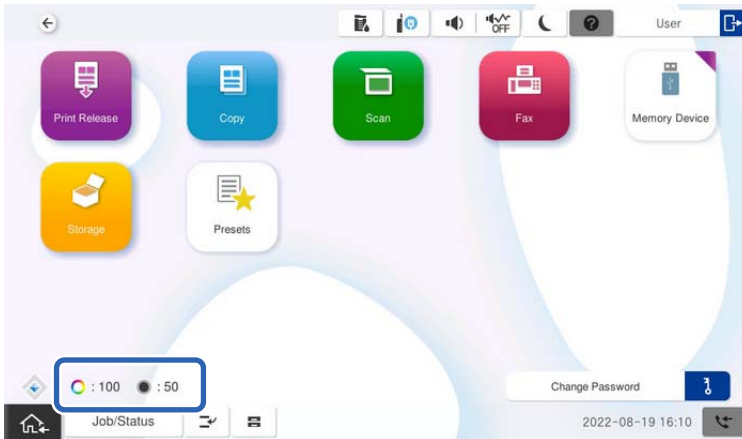 OFF
User
Print Release
Copy
Scan
Fax
Memory Device
Storage
Presets
: 100
: 50
Change Password
Job/Status
2022-08-19 16:10